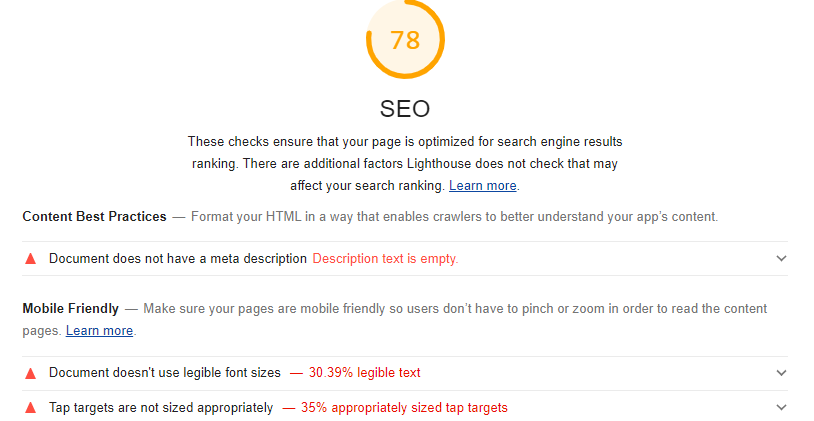 78
SEO
These checks ensure that your page is optimized for search engine results
ranking. There are additional factors Lighthouse does not check that may
affect your search ranking. Learn more.
Content Best Practices — Format your HTML in a way that enables crawlers to better understand your app's content.
Document does not have a meta description Description text is empty.
Mobile Friendly — Make sure your pages are mobile friendly so users don't have to pinch or zoom in order to read the content
pages. Learn more.
Document doesn't use legible font sizes — 30.39% legible text
Tap targets are not sized appropriately — 35% appropriately sized tap targets